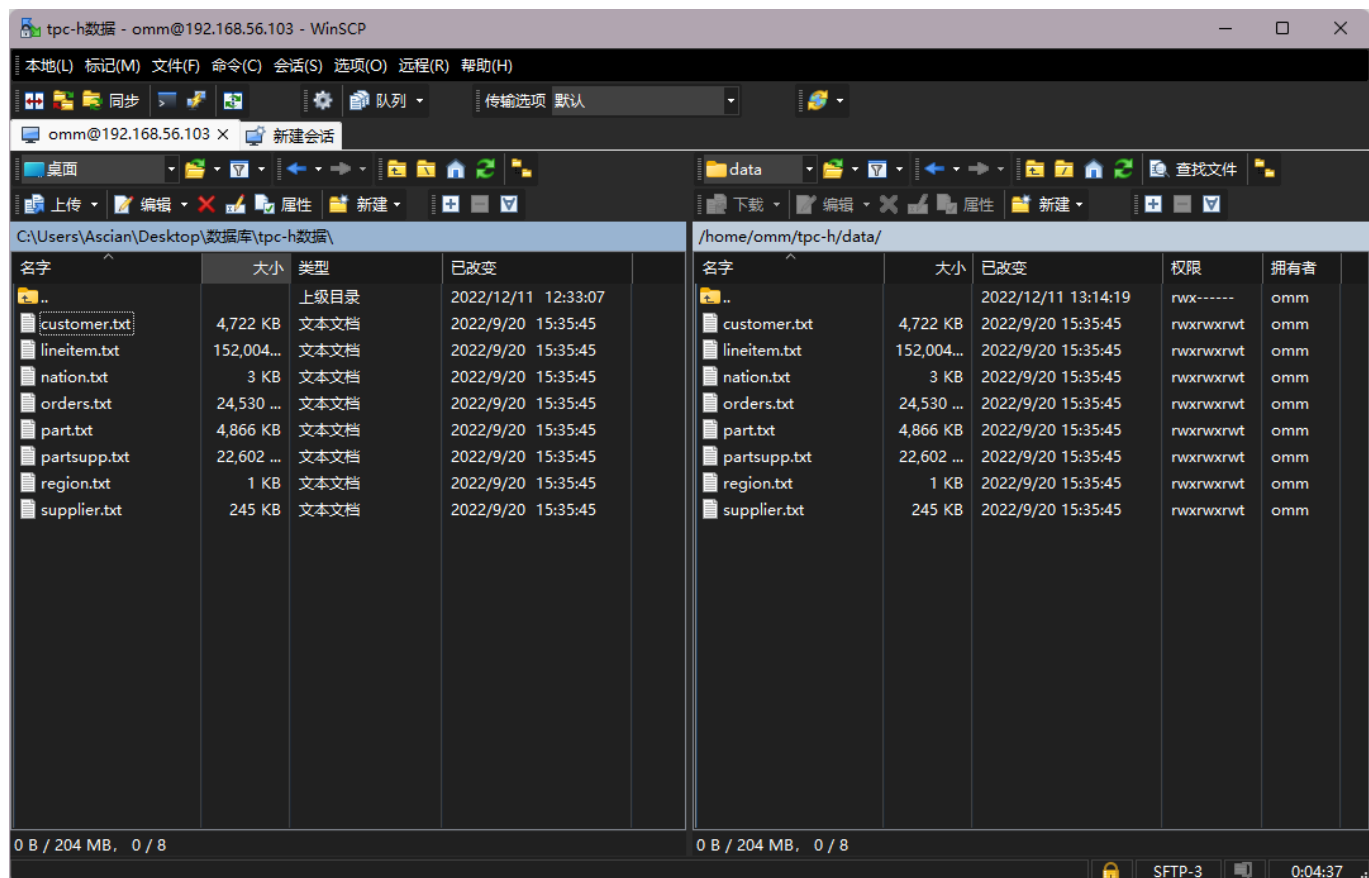 tpc-h数据 - omm@192.168.56.103 - WinSCP
本地(L) 标记(M) 文件(F) 命令(C) 会话(S) 选项(O) 远程(R) 帮助(H)
同步 队列 传输选项 默认
omm@192.168.56.103 × 新建会话
桌面
上传 编辑 属性 新建
C:\Users\Ascian\Desktop\数据库\tpc-h数据\
名字 大小 类型 已改变
.. 上级目录 2022/12/11 12:33:07
customer.txt 4,722 KB 文本文档 2022/9/20 15:35:45
lineitem.txt 152,004... 文本文档 2022/9/20 15:35:45
nation.txt 3 KB 文本文档 2022/9/20 15:35:45
orders.txt 24,530 ... 文本文档 2022/9/20 15:35:45
part.txt 4,866 KB 文本文档 2022/9/20 15:35:45
partsupp.txt 22,602 ... 文本文档 2022/9/20 15:35:45
region.txt 1 KB 文本文档 2022/9/20 15:35:45
supplier.txt 245 KB 文本文档 2022/9/20 15:35:45
0 B / 204 MB, 0 / 8
data 查找文件
下载 编辑 属性 新建
/home/omm/tpc-h/data/
名字 大小 已改变 权限 拥有者
.. 2022/12/11 13:14:19 rwx------ omm
customer.txt 4,722 KB 2022/9/20 15:35:45 rwxrwxrwt omm
lineitem.txt 152,004... 2022/9/20 15:35:45 rwxrwxrwt omm
nation.txt 3 KB 2022/9/20 15:35:45 rwxrwxrwt omm
orders.txt 24,530 ... 2022/9/20 15:35:45 rwxrwxrwt omm
part.txt 4,866 KB 2022/9/20 15:35:45 rwxrwxrwt omm
partsupp.txt 22,602 ... 2022/9/20 15:35:45 rwxrwxrwt omm
region.txt 1 KB 2022/9/20 15:35:45 rwxrwxrwt omm
supplier.txt 245 KB 2022/9/20 15:35:45 rwxrwxrwt omm
0 B / 204 MB, 0 / 8
SFTP-3 0:04:37